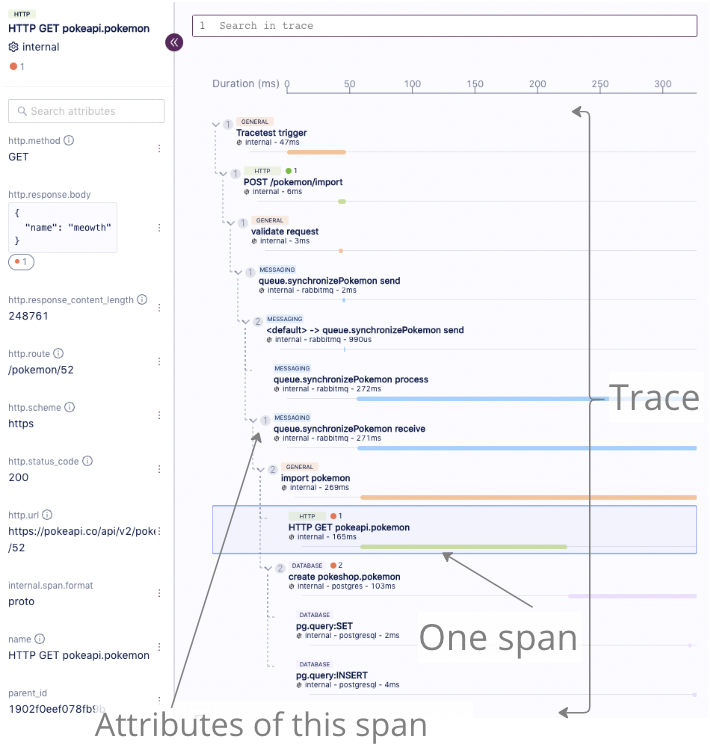 HTTP
HTTP GET pokeapi.pokemon
internal
1
Search attributes
http.method
GET
http.response.body
{
"name": "meowth"
}
1
http.response_content_length
248761
http.route
/pokemon/52
http.scheme
https
http.status_code
200
http.url
https://pokeapi.co/api/v2/poke
/52
internal.span.format
proto
name
HTTP GET pokeapi.pokemon
parent_id
1902f0eef078fb9b
1 Search in trace
Duration (ms) 0 50 100 150 200 250 300
1 GENERAL
Tracetest trigger
internal - 47ms
1 HTTP 1
POST /pokemon/import
internal - 6ms
1 GENERAL
validate request
internal - 3ms
1 MESSAGING
queue.synchronizePokemon send
internal - rabbitmq - 2ms
2 MESSAGING
<default> -> queue.synchronizePokemon send
internal - rabbitmq - 990us
MESSAGING
queue.synchronizePokemon process
internal - rabbitmq - 272ms
1 MESSAGING
queue.synchronizePokemon receive
internal - rabbitmq - 271ms
2 GENERAL
import pokemon
internal - 269ms
HTTP 1
HTTP GET pokeapi.pokemon
internal - 165ms
2 DATABASE 2
create pokeshop.pokemon
internal - postgres - 103ms
DATABASE
pg.query:SET
internal - postgresql - 2ms
DATABASE
pg.query:INSERT
internal - postgresql - 4ms
Trace
One span
Attributes of this span